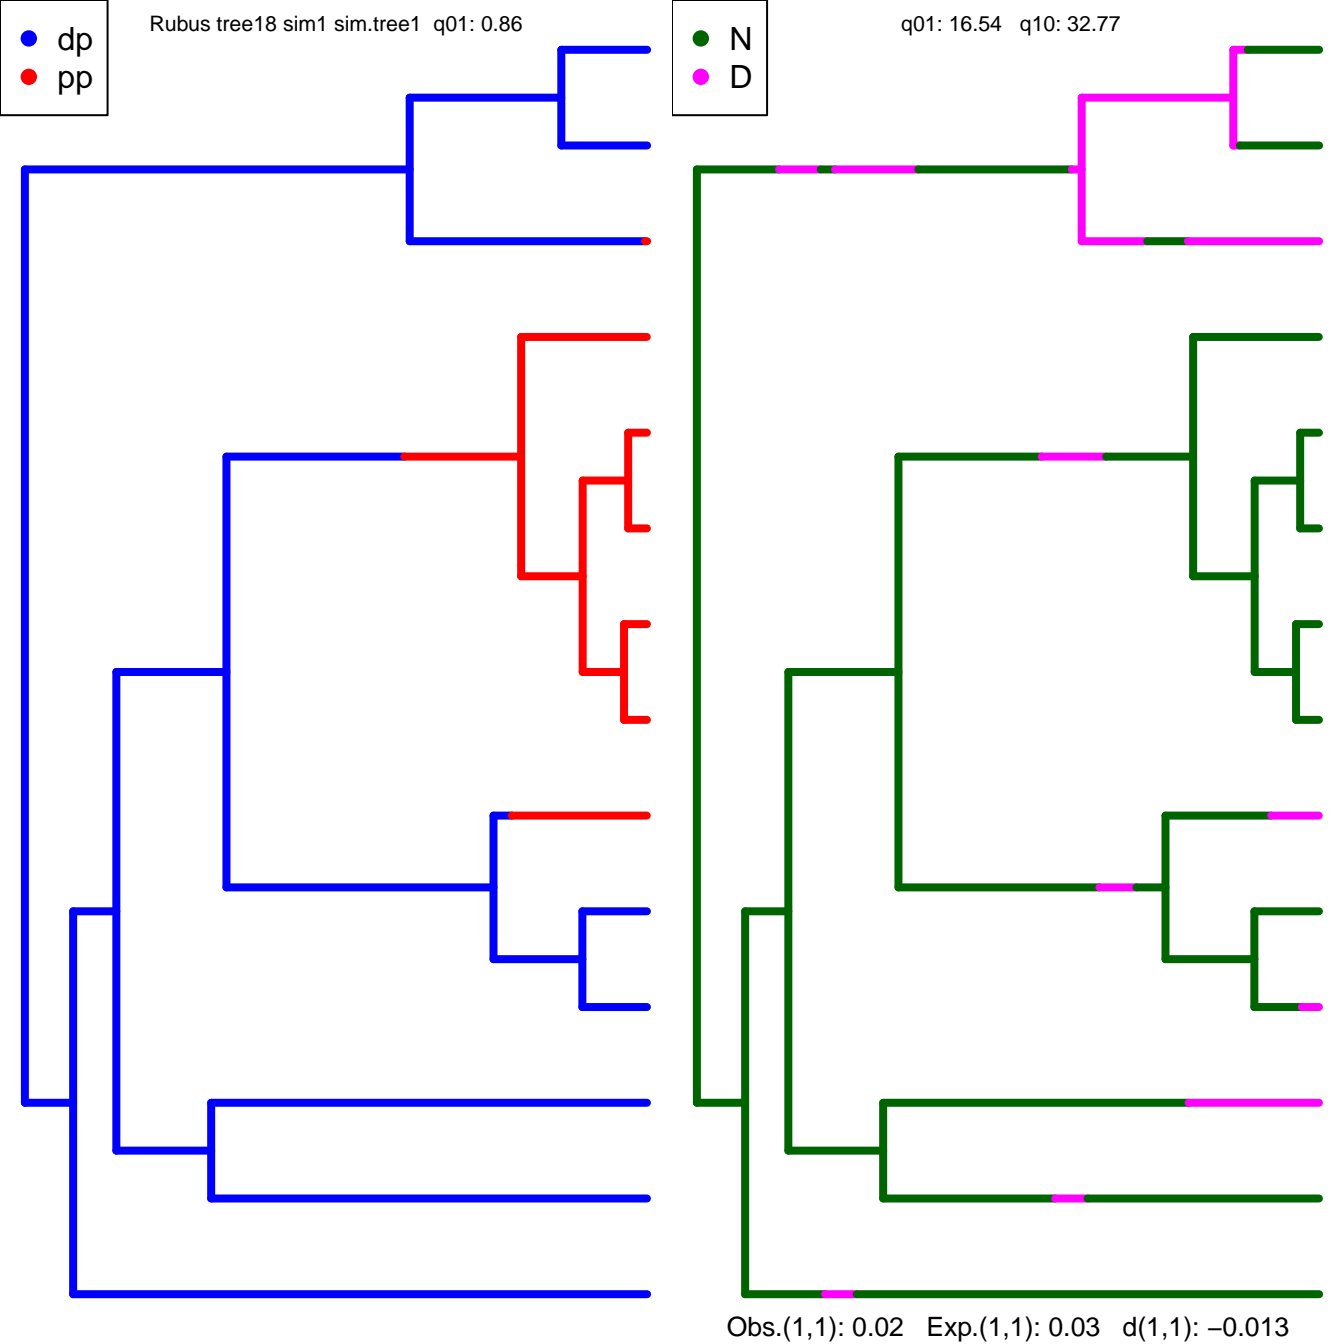 Rubus tree18 sim1 sim.tree1 q01: 0.86
dp
pp
q01: 16.54 q10: 32.77
N
D
Obs.(1,1): 0.02 Exp.(1,1): 0.03 d(1,1): −0.013